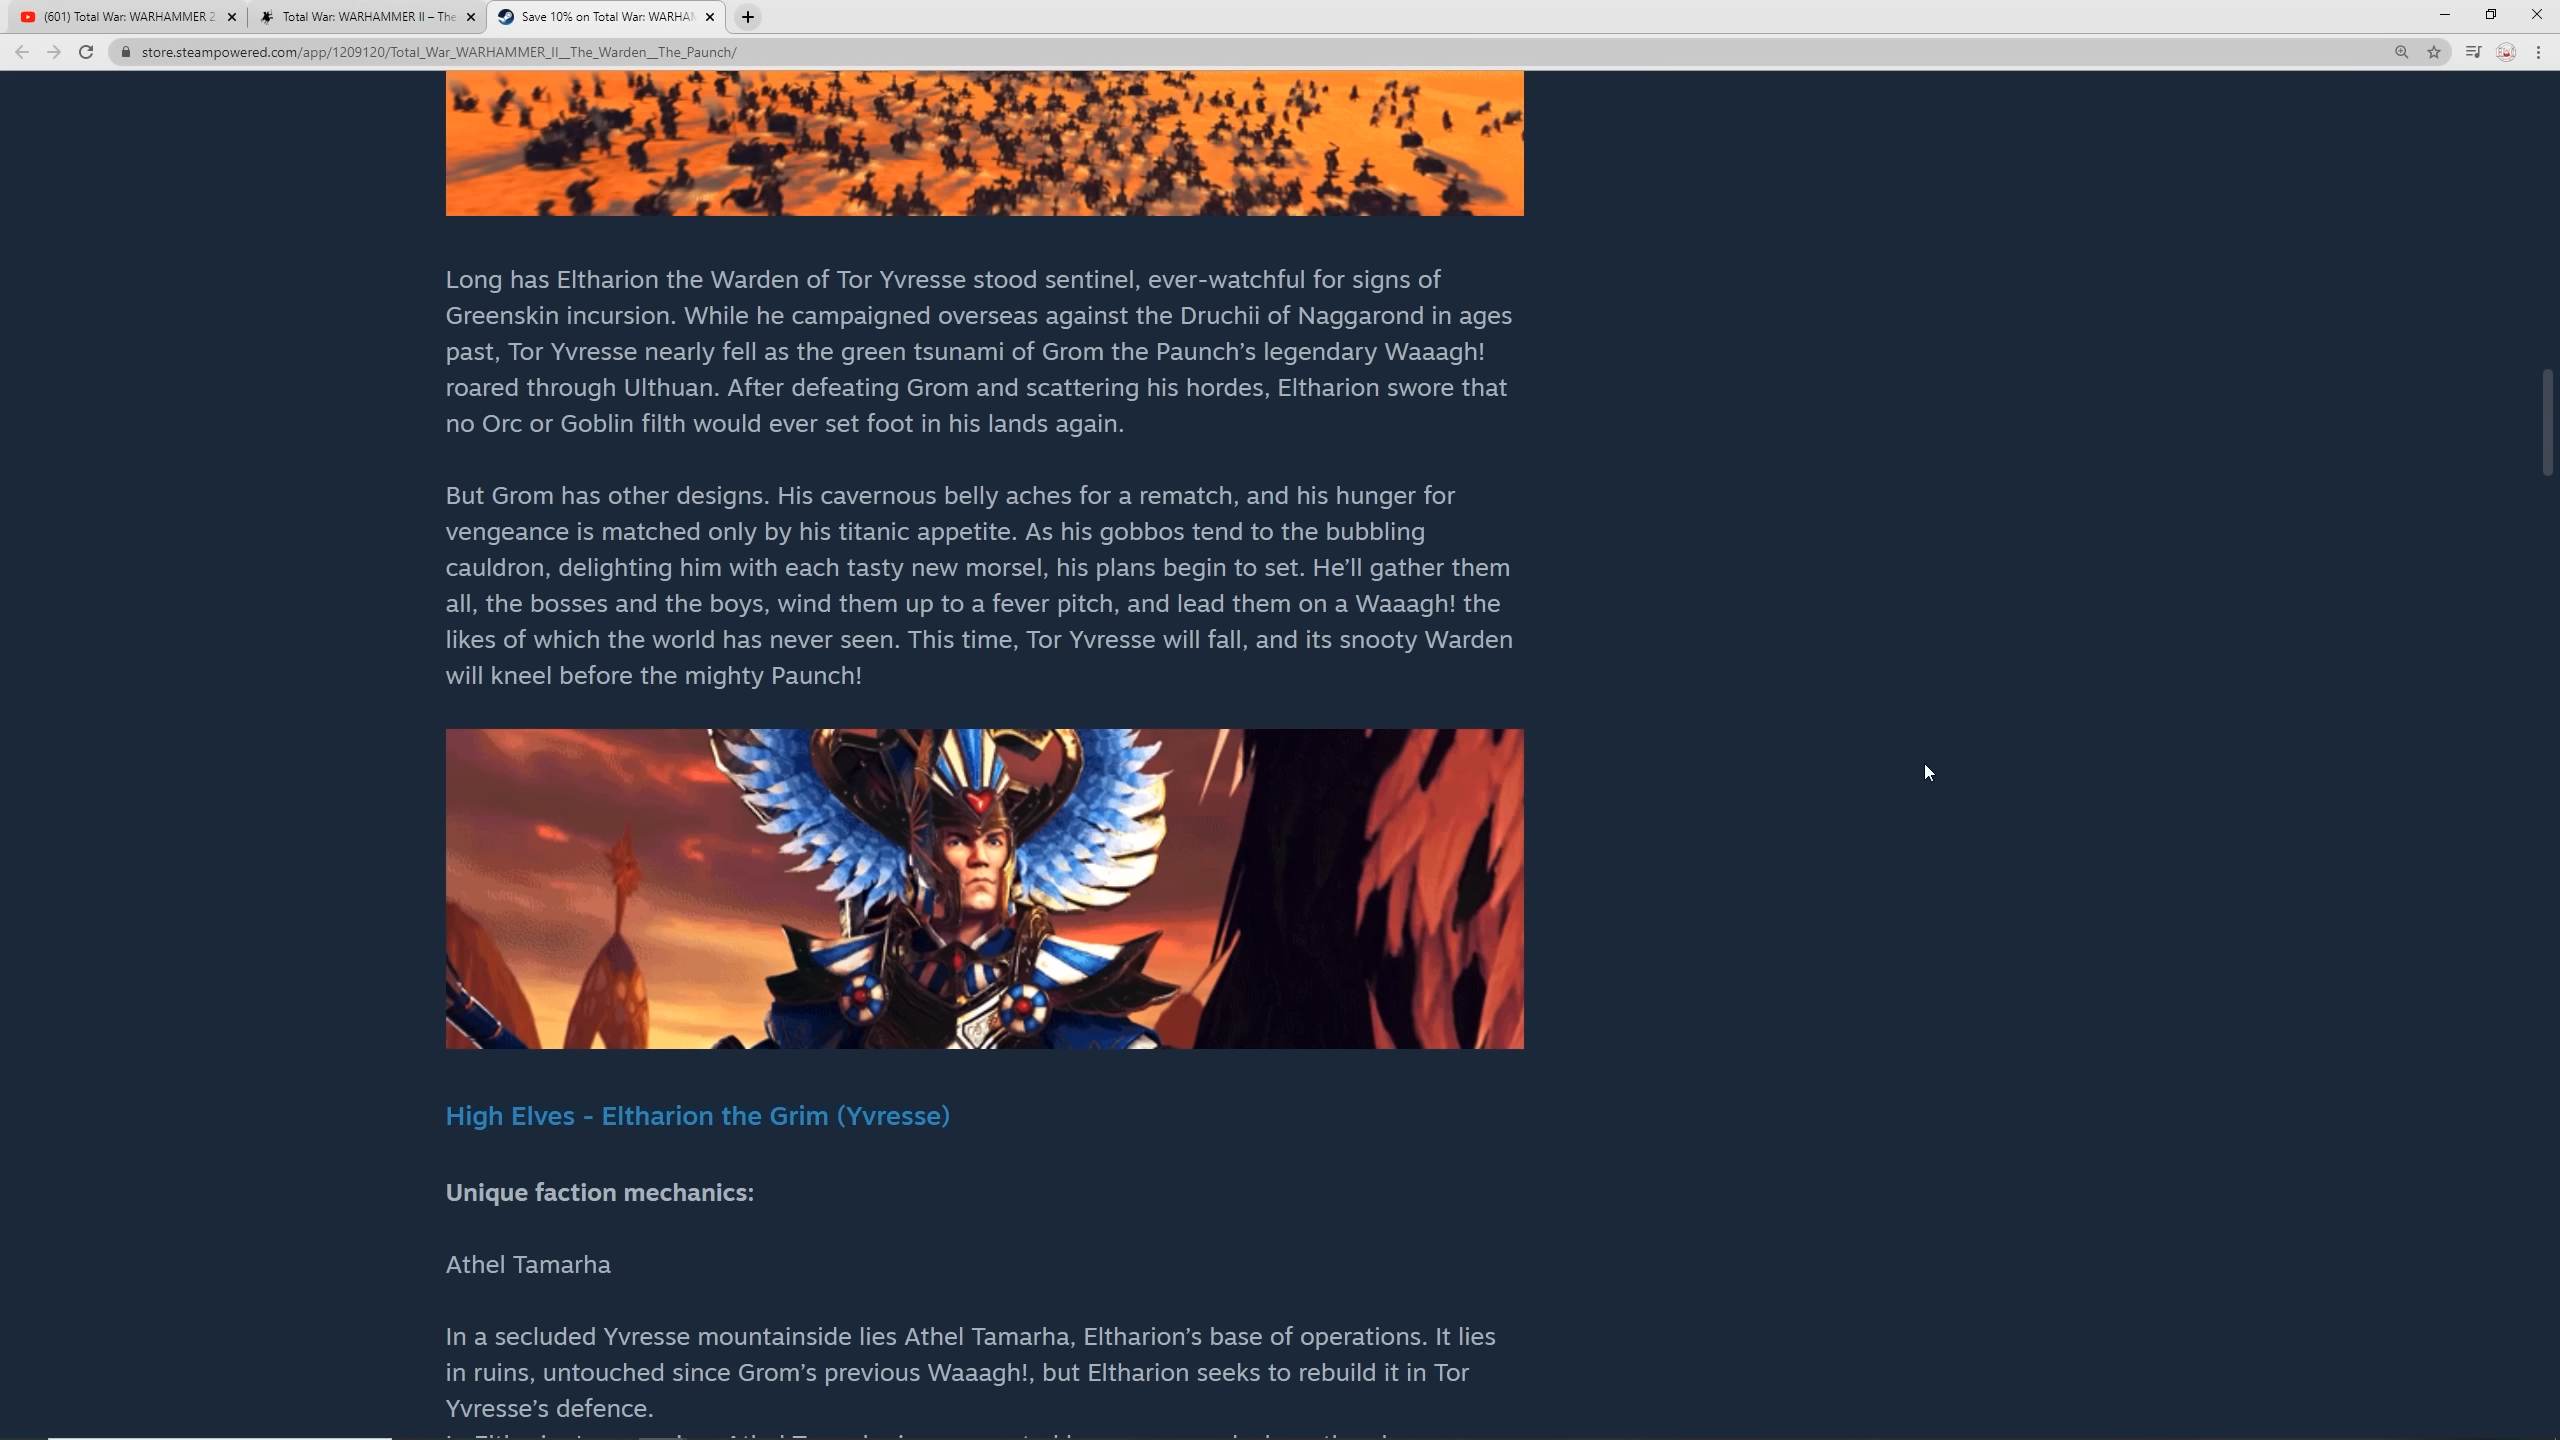 (601) Total War: WARHAMMER 2
Total War: WARHAMMER II – The
Save 10% on Total War: WARHAM
store.steampowered.com/app/1209120/Total_War_WARHAMMER_II__The_Warden__The_Paunch/
Long has Eltharion the Warden of Tor Yvresse stood sentinel, ever-watchful for signs of
Greenskin incursion. While he campaigned overseas against the Druchii of Naggarond in ages
past, Tor Yvresse nearly fell as the green tsunami of Grom the Paunch’s legendary Waaagh!
roared through Ulthuan. After defeating Grom and scattering his hordes, Eltharion swore that
no Orc or Goblin filth would ever set foot in his lands again.
But Grom has other designs. His cavernous belly aches for a rematch, and his hunger for
vengeance is matched only by his titanic appetite. As his gobbos tend to the bubbling
cauldron, delighting him with each tasty new morsel, his plans begin to set. He’ll gather them
all, the bosses and the boys, wind them up to a fever pitch, and lead them on a Waaagh! the
likes of which the world has never seen. This time, Tor Yvresse will fall, and its snooty Warden
will kneel before the mighty Paunch!
High Elves - Eltharion the Grim (Yvresse)
Unique faction mechanics:
Athel Tamarha
In a secluded Yvresse mountainside lies Athel Tamarha, Eltharion’s base of operations. It lies
in ruins, untouched since Grom’s previous Waaagh!, but Eltharion seeks to rebuild it in Tor
Yvresse’s defence.